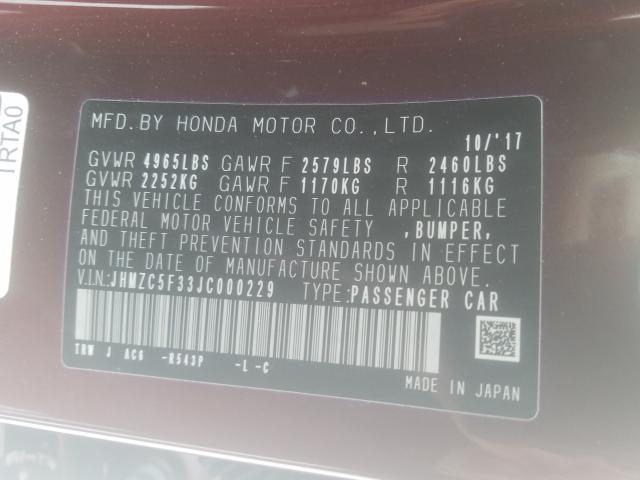 MFD. BY HONDA MOTOR CO., LTD.
10/'17
GVWR 4965LBS GAWR F 2579LBS R 2460LBS
GVWR 2252KG GAWR F 1170KG R 1116KG
THIS VEHICLE CONFORMS TO ALL APPLICABLE
FEDERAL MOTOR VEHICLE SAFETY ,BUMPER,
AND THEFT PREVENTION STANDARDS IN EFFECT
ON THE DATE OF MANUFACTURE SHOWN ABOVE.
V.I.N.:JHMZC5F33JC000229 TYPE:PASSENGER CAR
TRW J AC6 -R543P -L -C
MADE IN JAPAN
1RTA0